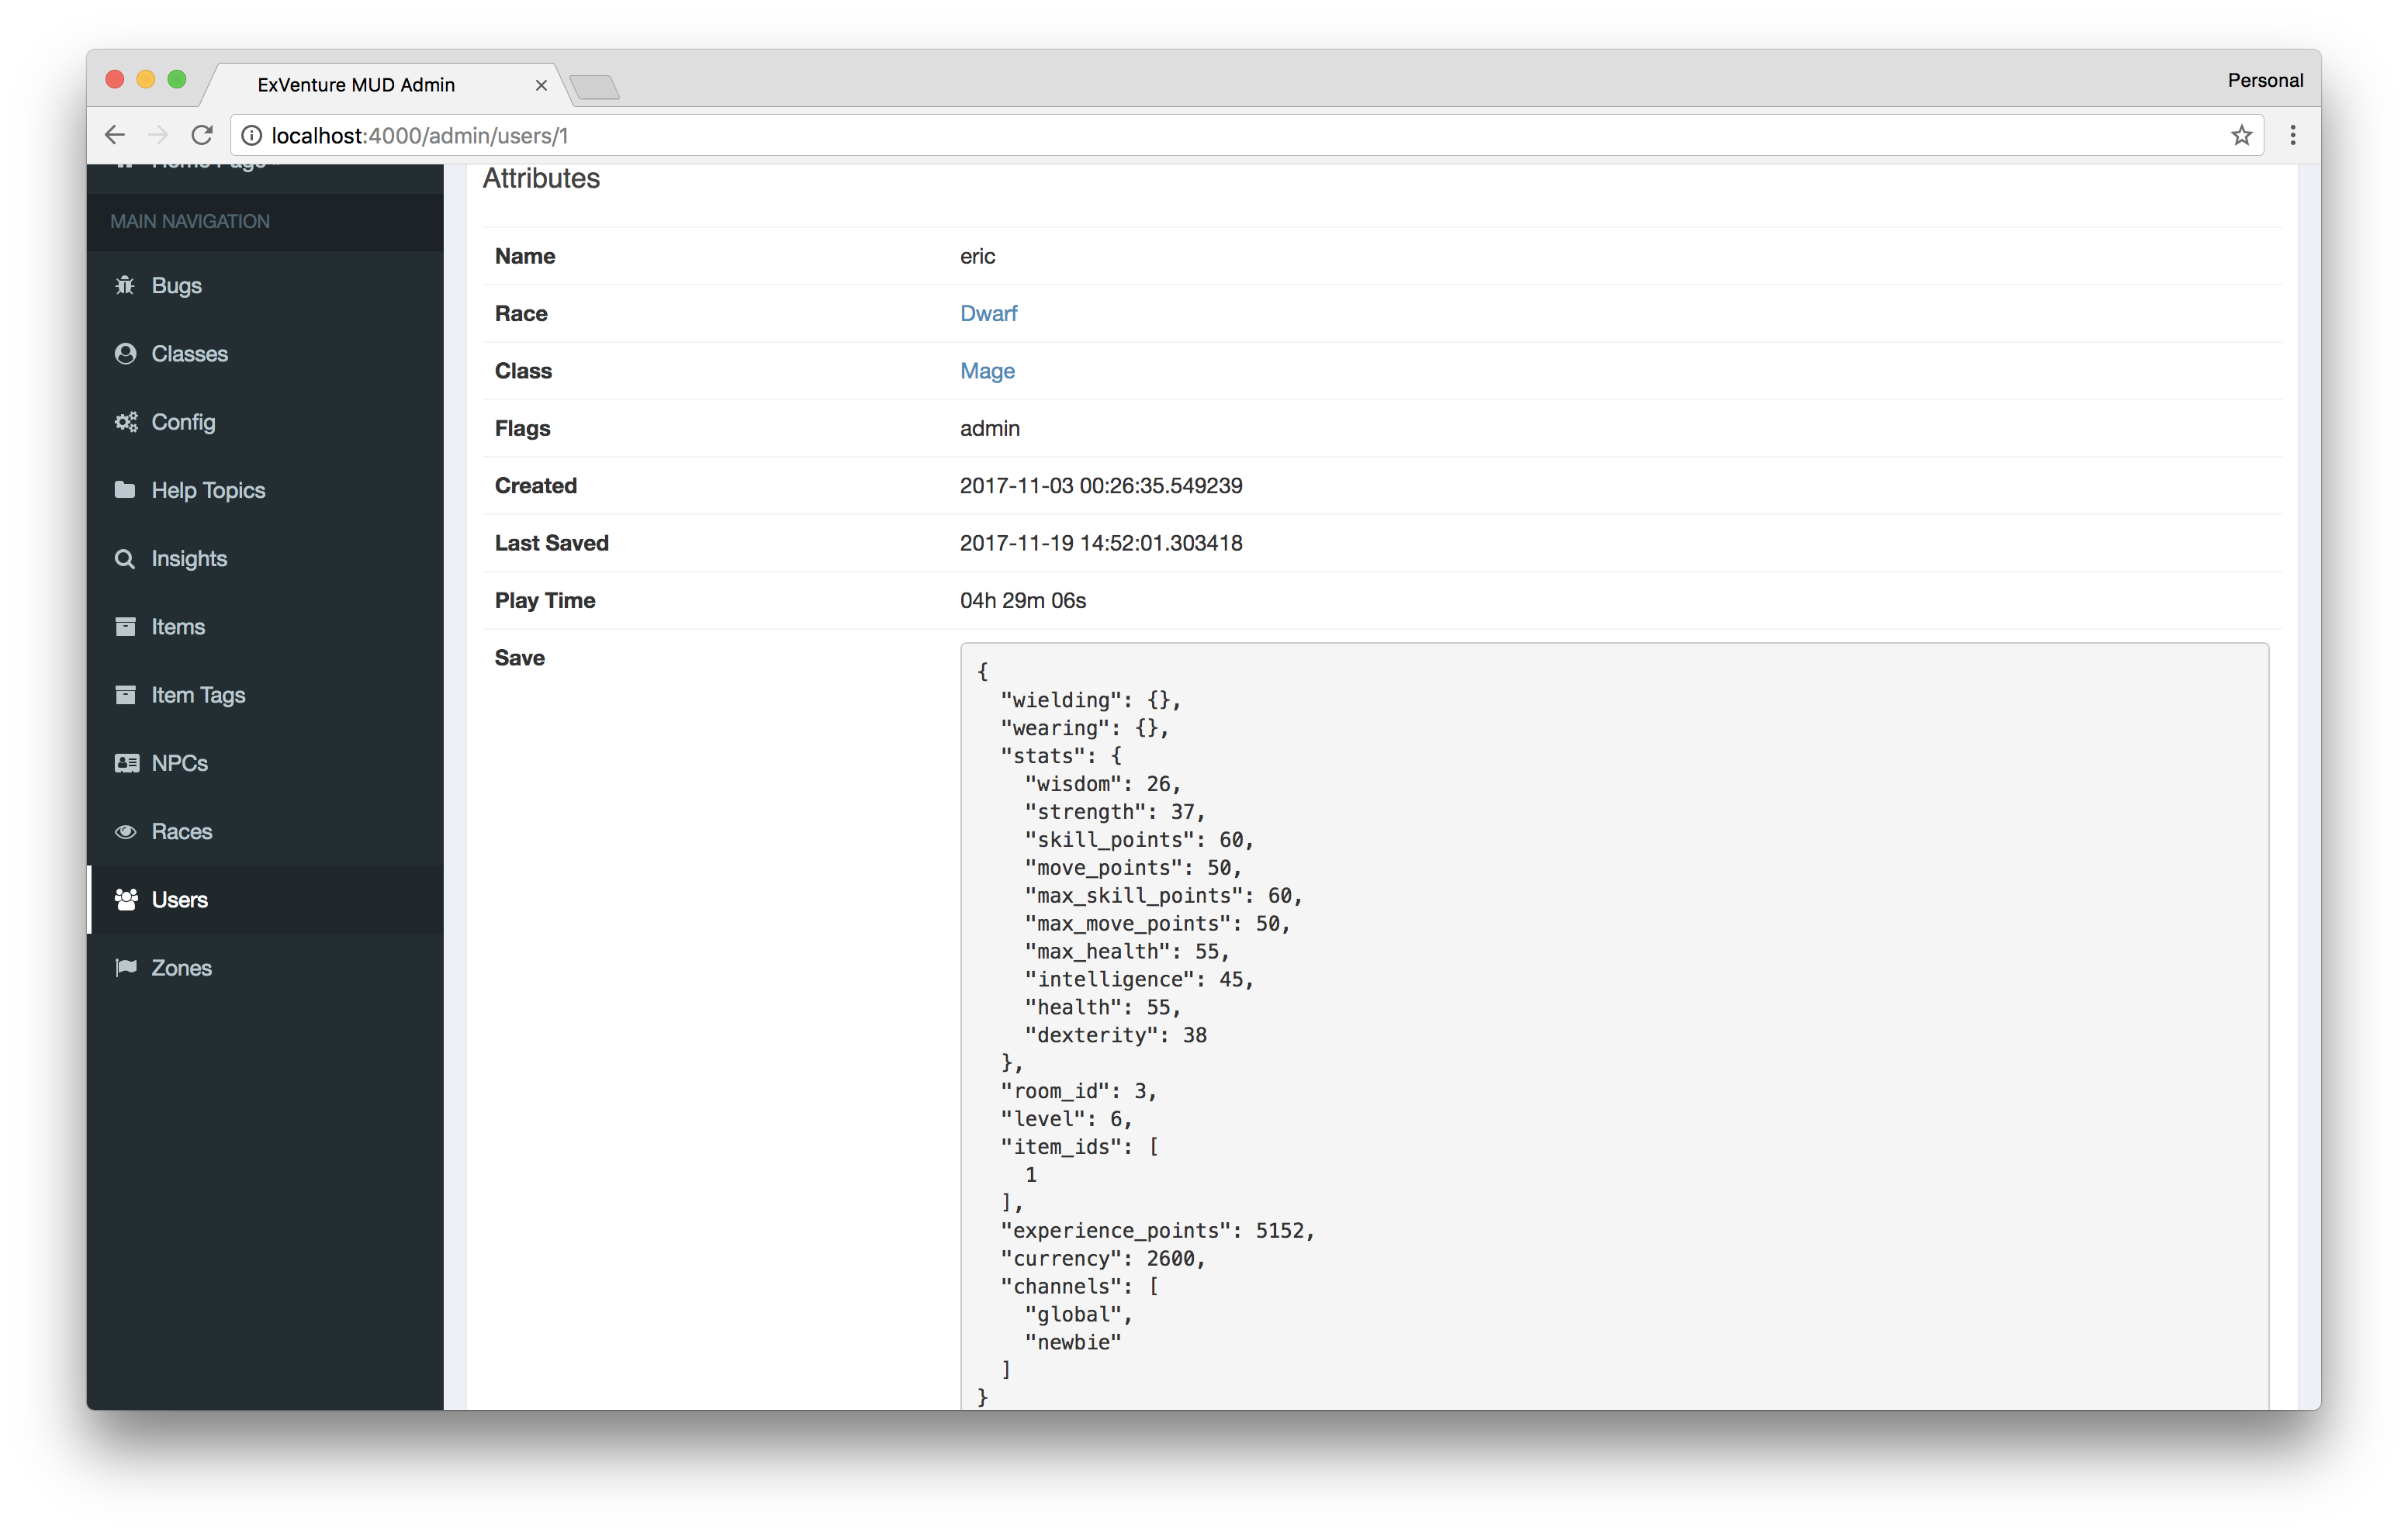 ExVenture MUD Admin
Personal
localhost:4000/admin/users/1
Home Page
MAIN NAVIGATION
Bugs
Classes
Config
Help Topics
Insights
Items
Item Tags
NPCs
Races
Users
Zones
Attributes
Name eric
Race Dwarf
Class Mage
Flags admin
Created 2017-11-03 00:26:35.549239
Last Saved 2017-11-19 14:52:01.303418
Play Time 04h 29m 06s
Save
{
  "wielding": {},
  "wearing": {},
  "stats": {
    "wisdom": 26,
    "strength": 37,
    "skill_points": 60,
    "move_points": 50,
    "max_skill_points": 60,
    "max_move_points": 50,
    "max_health": 55,
    "intelligence": 45,
    "health": 55,
    "dexterity": 38
  },
  "room_id": 3,
  "level": 6,
  "item_ids": [
    1
  ],
  "experience_points": 5152,
  "currency": 2600,
  "channels": [
    "global",
    "newbie"
  ]
}